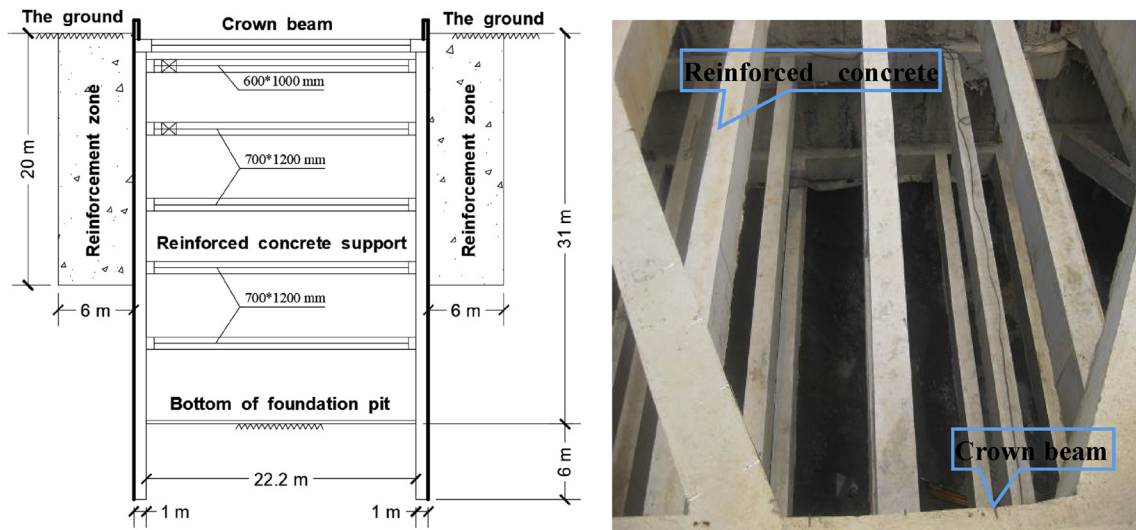 The ground
Crown beam
The ground
600*1000 mm
Reinforcement zone
20 m
700*1200 mm
Reinforcement zone
31 m
Reinforced concrete support
700*1200 mm
6 m
6 m
Bottom of foundation pit
22.2 m
6 m
1 m
1 m
Reinforced concrete
Crown beam